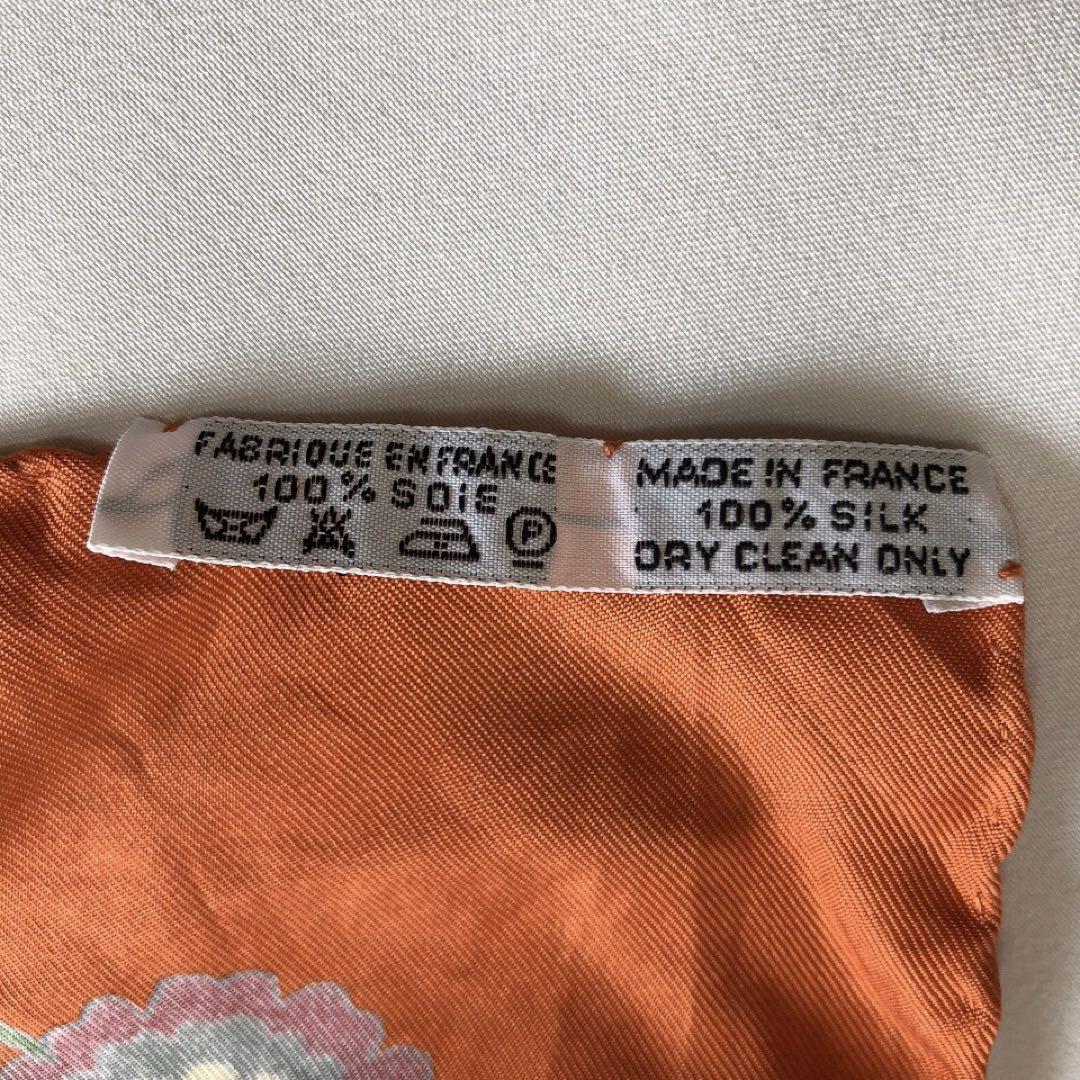 FABRIQUE EN FRANCE
100% SOIE
P
MADE IN FRANCE
100% SILK
DRY CLEAN ONLY